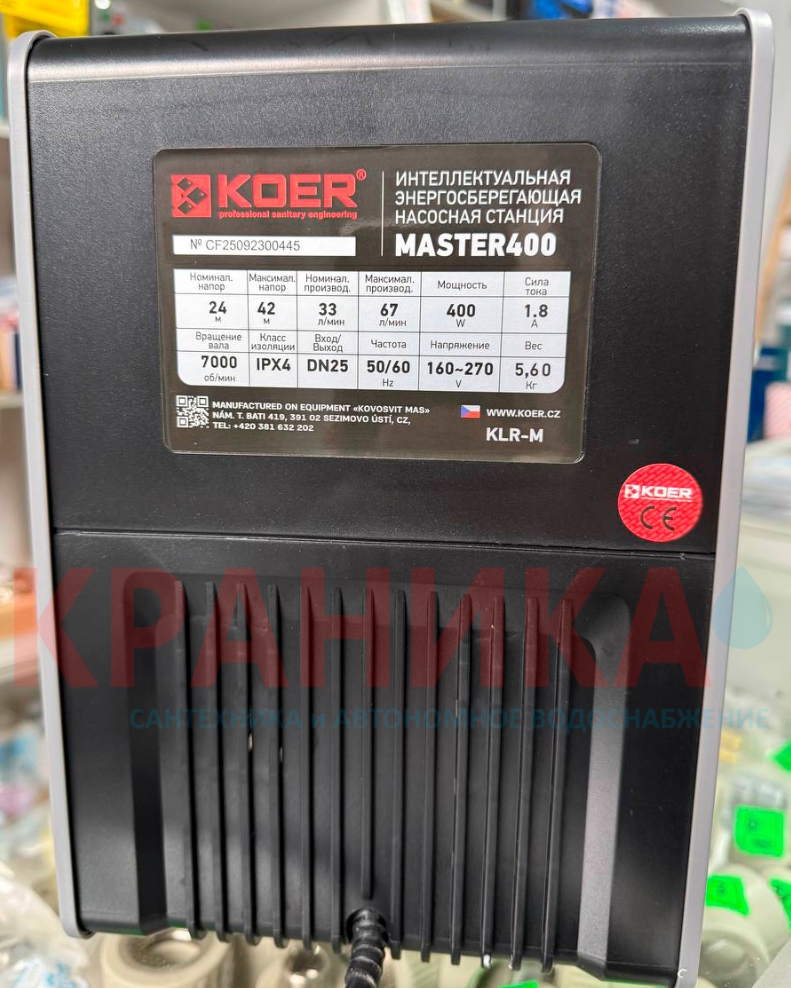 KOER®
professional sanitary engineering
ИНТЕЛЛЕКТУАЛЬНАЯ
ЭНЕРГОСБЕРЕГАЮЩАЯ
НАСОСНАЯ СТАНЦИЯ
№ CF25092300445
MASTER400
Номинал. напор Максимал. напор Номинал. производ. Максимал. производ. Мощность Сила тока
24 м 42 м 33 л/мин 67 л/мин 400 W 1.8 А
Вращение вала Класс изоляции Вход/Выход Частота Напряжение Вес
7000 об/мин IPX4 DN25 50/60 Hz 160~270 V 5,60 Кг
MANUFACTURED ON EQUIPMENT «KOVOSVIT MAS»
NÁM. T. BATI 419, 391 02 SEZIMOVO ÚSTÍ, CZ,
TEL: +420 381 632 202
WWW.KOER.CZ
KLR-M
KOER
CE
КРАНИКА
САНТЕХНИКА и АВТОНОМНОЕ ВОДОСНАБЖЕНИЕ